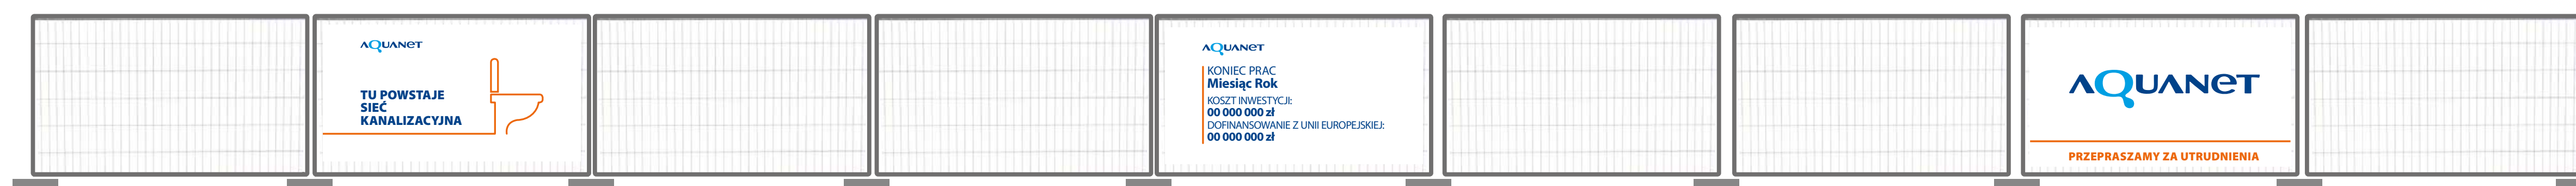 AQUANET
TU POWSTAJE
SIEĆ
KANALIZACYJNA
AQUANET
KONIEC PRAC
Miesiąc Rok
KOSZT INWESTYCJI:
00 000 000 zł
DOFINANSOWANIE Z UNII EUROPEJSKIEJ:
00 000 000 zł
AQUANeT
PRZEPRASZAMY ZA UTRUDNIENIA